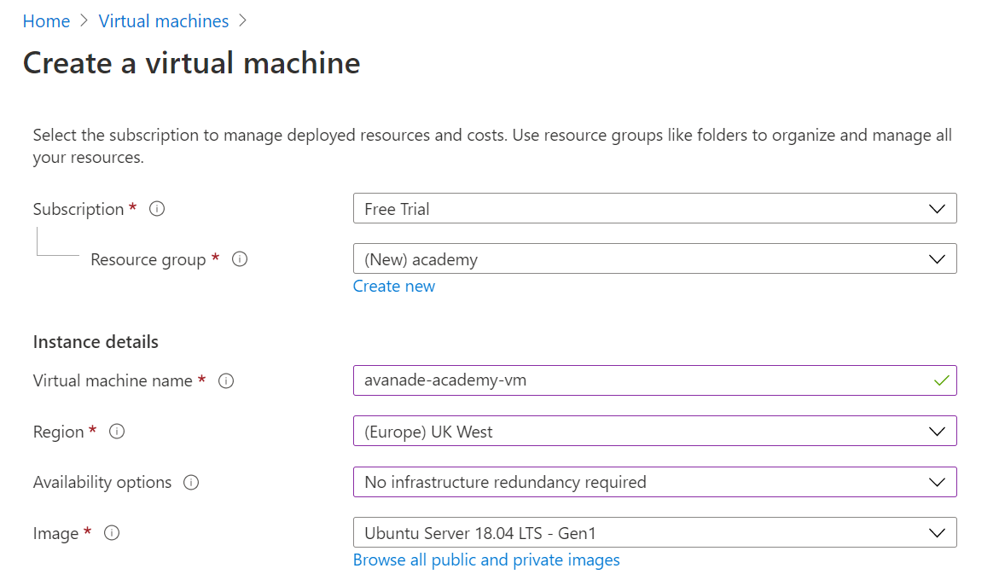 Home > Virtual machines >
Create a virtual machine
Select the subscription to manage deployed resources and costs. Use resource groups like folders to organize and manage all
your resources.
Subscription * Free Trial
Resource group * (New) academy
Create new
Instance details
Virtual machine name * avanade-academy-vm
Region * (Europe) UK West
Availability options No infrastructure redundancy required
Image * Ubuntu Server 18.04 LTS - Gen1
Browse all public and private images